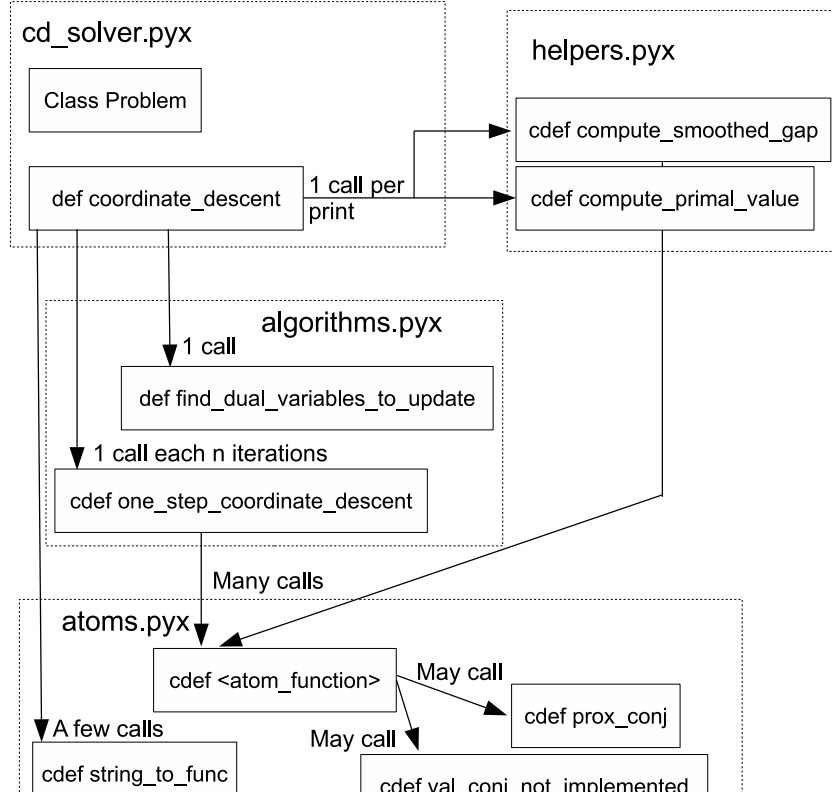 cd_solver.pyx
Class Problem
def coordinate_descent
1 call per
print
helpers.pyx
cdef compute_smoothed_gap
cdef compute_primal_value
algorithms.pyx
1 call
def find_dual_variables_to_update
1 call each n iterations
cdef one_step_coordinate_descent
Many calls
atoms.pyx
cdef <atom_function>
May call
cdef prox_conj
May call
A few calls
cdef string_to_func
cdef val_conj_not_implemented